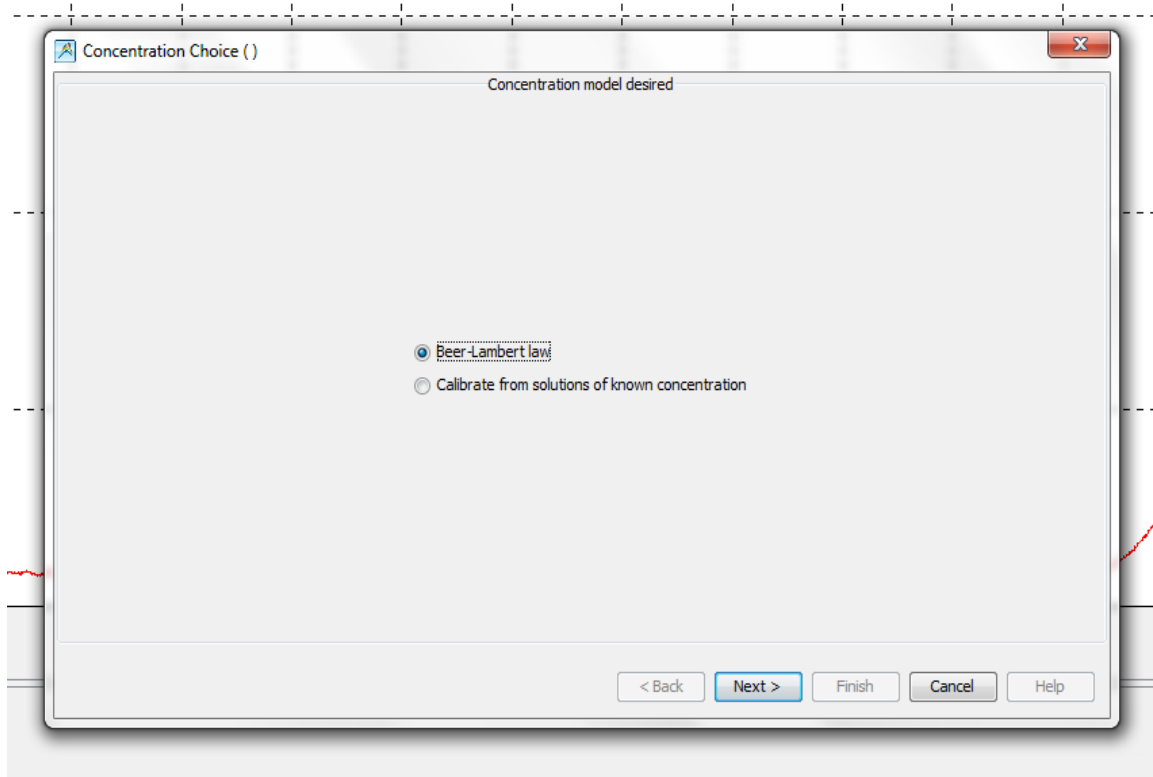 Concentration Choice ( )
Concentration model desired
Beer-Lambert law
Calibrate from solutions of known concentration
< Back Next > Finish Cancel Help